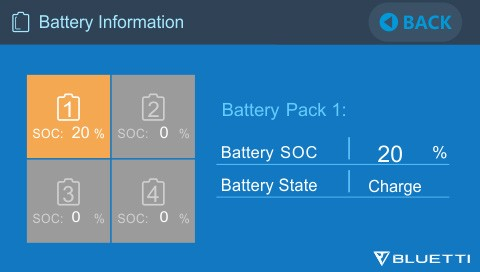 Battery Information
BACK
1
SOC: 20 %
2
SOC: 0 %
3
SOC: 0 %
4
SOC: 0 %
Battery Pack 1:
Battery SOC 20 %
Battery State Charge
BLUETTI